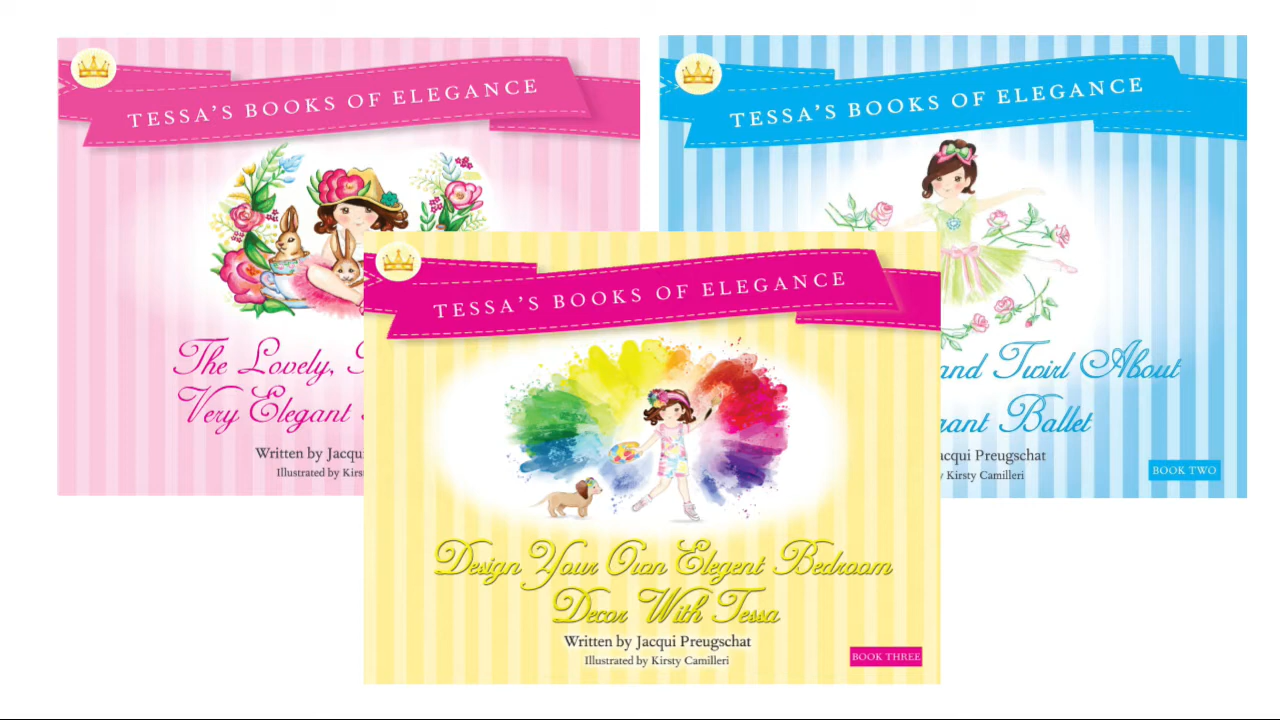 TESSA'S BOOKS OF ELEGANCE
The Lovely,
Very Elegant
Written by Jacqui
Illustrated by
TESSA'S BOOKS OF ELEGANCE
and Twirl About
Ballet
Preugschat
Kirsty Camilleri
BOOK TWO
TESSA'S BOOKS OF ELEGANCE
Design Your Own Elegent Bedroom
Decor With Tessa
Written by Jacqui Preugschat
Illustrated by Kirsty Camilleri
BOOK THREE